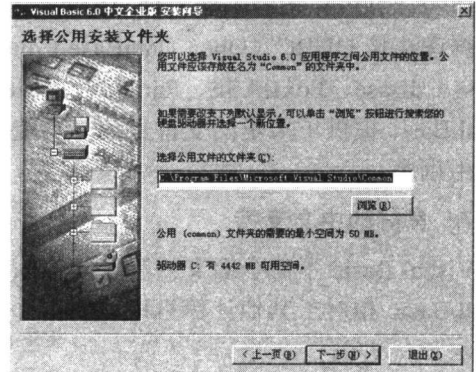 Visual Basic 6.0 中文企业版 安装向导
选择公用安装文件夹
您可以选择 Visual Studio 6.0 应用程序之间公用文件的位置。公
用文件应该存放在名为“Common”的文件夹中。
如果需要改变下列默认显示，可以单击“浏览”按钮进行搜索您的
硬盘驱动器并选择一个新位置。
选择公用文件的文件夹(C):
C:\Program Files\Microsoft Visual Studio\Common
浏览(R)...
公用 (common) 文件夹的需要的最小空间为 50 MB。
驱动器 C: 有 4442 MB 可用空间。
< 上一页(B)
下一步(N) >
退出(X)